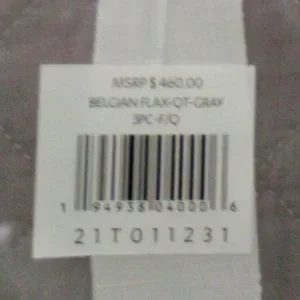 MSRP $ 460.00
BELGIAN FLAX-QT-GRAY
3PC-F/Q
1 94938 04000 6
21T011231